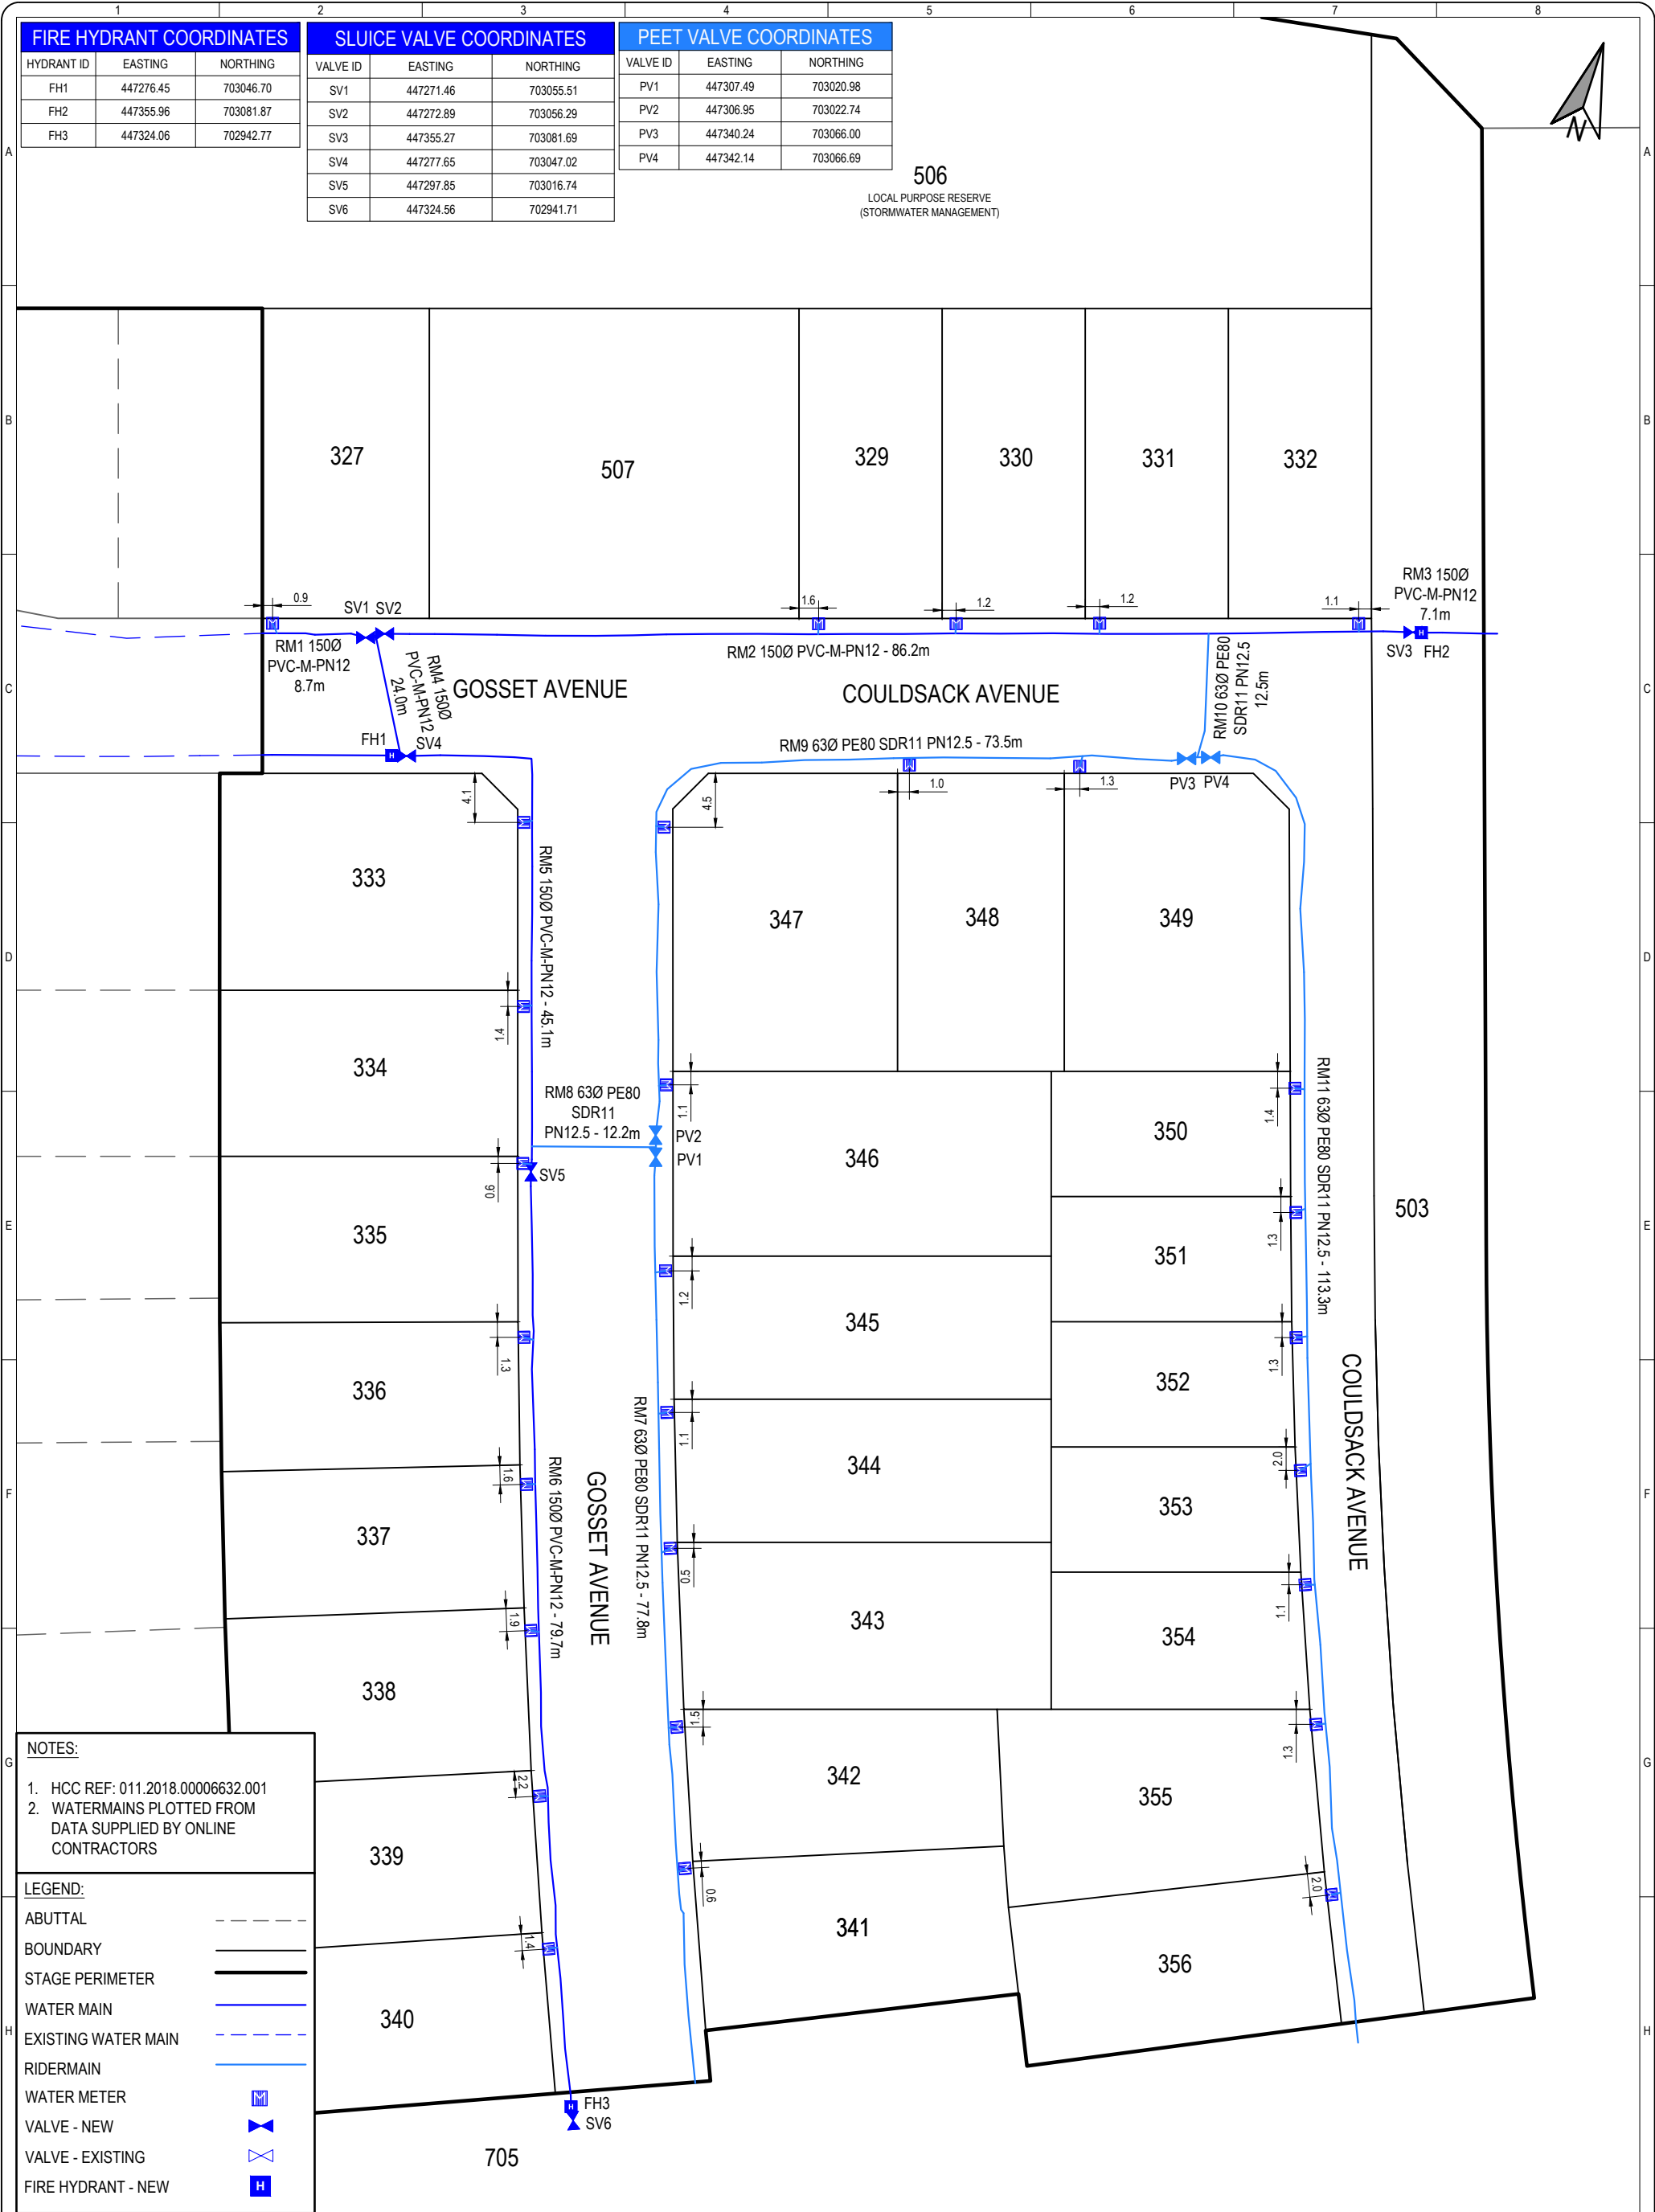 1 2 3 4 5 6 7 8
FIRE HYDRANT COORDINATES
HYDRANT ID EASTING NORTHING
FH1 447276.45 703046.70
FH2 447355.96 703081.87
FH3 447324.06 702942.77
SLUICE VALVE COORDINATES
VALVE ID EASTING NORTHING
SV1 447271.46 703055.51
SV2 447272.89 703056.29
SV3 447355.27 703081.69
SV4 447277.65 703047.02
SV5 447297.85 703016.74
SV6 447324.56 702941.71
PEET VALVE COORDINATES
VALVE ID EASTING NORTHING
PV1 447307.49 703020.98
PV2 447306.95 703022.74
PV3 447340.24 703066.00
PV4 447342.14 703066.69
N
A A
506
LOCAL PURPOSE RESERVE
(STORMWATER MANAGEMENT)
B B
327
507
329
330
331
332
0.9
SV1 SV2
1.6
1.2
1.2
1.1
RM3 150Ø
PVC-M-PN12
7.1m
SV3 FH2
H
RM1 150Ø
PVC-M-PN12
8.7m
RM4 150Ø
PVC-M-PN12
24.0m
RM2 150Ø PVC-M-PN12 - 86.2m
RM10 63Ø PE80
SDR11 PN12.5
12.5m
C C
GOSSET AVENUE
COULDSACK AVENUE
FH1
H
SV4
RM9 63Ø PE80 SDR11 PN12.5 - 73.5m
PV3 PV4
4.1
4.5
1.0
1.3
333
RM5 150Ø PVC-M-PN12 - 45.1m
347
348
349
D D
1.4
334
RM8 63Ø PE80
SDR11
PN12.5 - 12.2m
1.1
PV2
PV1
SV5
0.6
346
350
1.4
RM11 63Ø PE80 SDR11 PN12.5 - 113.3m
E E
335
503
351
1.3
1.2
345
1.3
336
352
1.3
COULDSACK AVENUE
1.1
344
2.0
F F
1.6
337
RM6 150Ø PVC-M-PN12 - 79.7m
GOSSET AVENUE
RM7 63Ø PE80 SDR11 PN12.5 - 77.8m
353
0.5
1.1
343
354
1.9
338
1.5
1.3
G G
342
355
2.2
339
0.6
2.0
341
356
1.4
340
H H
H
FH3
SV6
705
NOTES:
1. HCC REF: 011.2018.00006632.001
2. WATERMAINS PLOTTED FROM
DATA SUPPLIED BY ONLINE
CONTRACTORS
LEGEND:
ABUTTAL
BOUNDARY
STAGE PERIMETER
WATER MAIN
EXISTING WATER MAIN
RIDERMAIN
WATER METER M
VALVE - NEW
VALVE - EXISTING
FIRE HYDRANT - NEW H